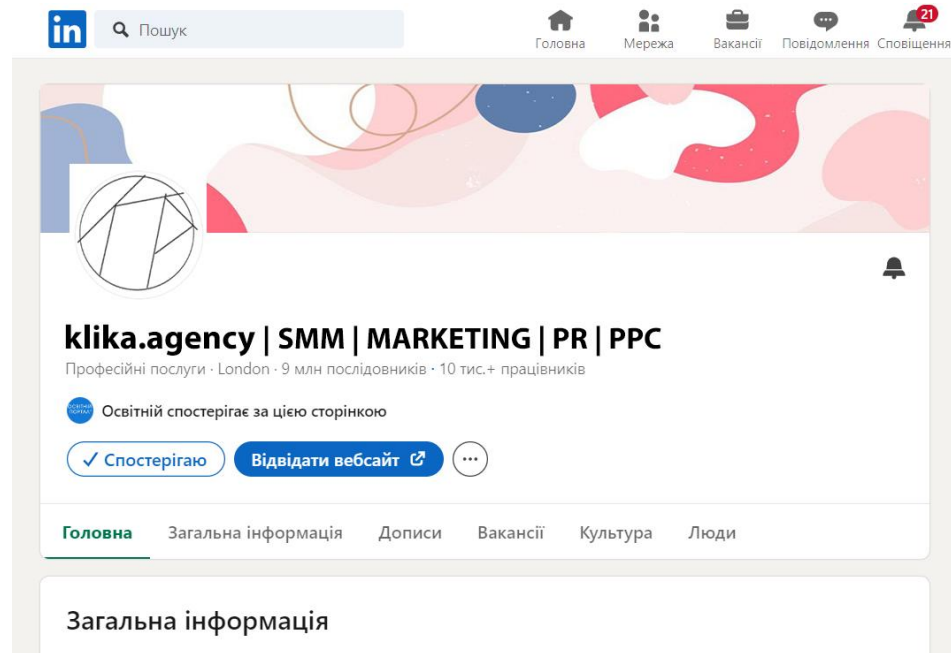 in
Пошук
Головна
Мережа
Вакансії
Повідомлення
21
Сповіщення
klika.agency | SMM | MARKETING | PR | PPC
Професійні послуги · London · 9 млн послідовників · 10 тис.+ працівників
Освітній спостерігає за цією сторінкою
✓ Спостерігаю
Відвідати вебсайт
Головна
Загальна інформація
Дописи
Вакансії
Культура
Люди
Загальна інформація